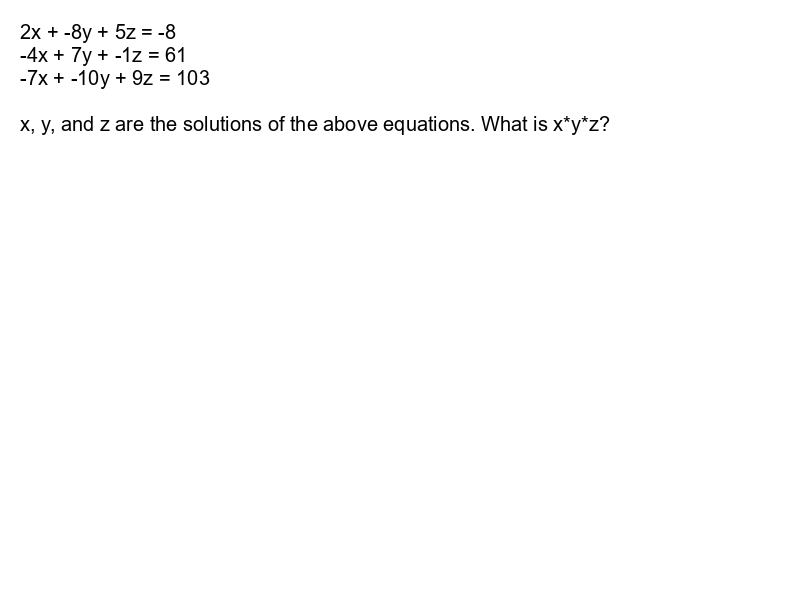 2x + -8y + 5z = -8
-4x + 7y + -1z = 61
-7x + -10y + 9z = 103
x, y, and z are the solutions of the above equations. What is x*y*z?